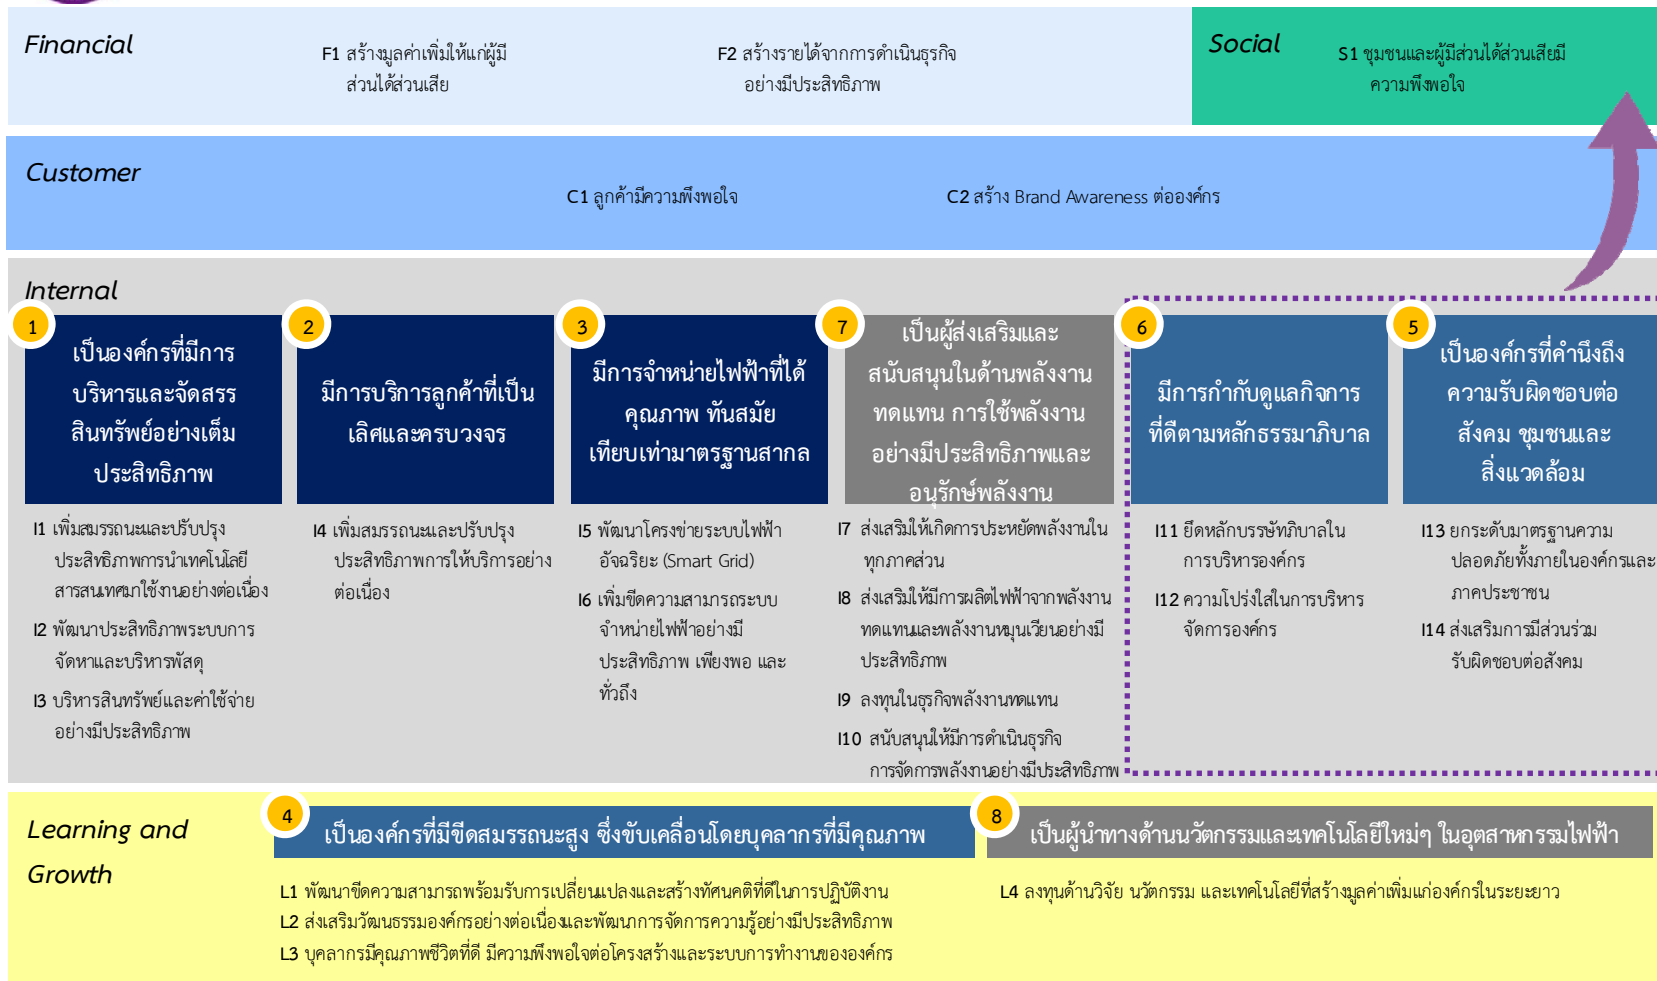 Financial
F1 สร้างมูลค่าเพิ่มให้แก่ผู้มี
ส่วนได้ส่วนเสีย
F2 สร้างรายได้จากการดำเนินธุรกิจ
อย่างมีประสิทธิภาพ
Social
S1 ชุมชนและผู้มีส่วนได้ส่วนเสียมี
ความพึงพอใจ
Customer
C1 ลูกค้ามีความพึงพอใจ
C2 สร้าง Brand Awareness ต่อองค์กร
Internal
1
เป็นองค์กรที่มีการ
บริหารและจัดสรร
สินทรัพย์อย่างเต็ม
ประสิทธิภาพ
I1 เพิ่มสมรรถนะและปรับปรุง
ประสิทธิภาพการนำเทคโนโลยี
สารสนเทศมาใช้งานอย่างต่อเนื่อง
I2 พัฒนาประสิทธิภาพระบบการ
จัดหาและบริหารพัสดุ
I3 บริหารสินทรัพย์และค่าใช้จ่าย
อย่างมีประสิทธิภาพ
2
มีการบริการลูกค้าที่เป็น
เลิศและครบวงจร
I4 เพิ่มสมรรถนะและปรับปรุง
ประสิทธิภาพการให้บริการอย่าง
ต่อเนื่อง
3
มีการจำหน่ายไฟฟ้าที่ได้
คุณภาพ ทันสมัย
เทียบเท่ามาตรฐานสากล
I5 พัฒนาโครงข่ายระบบไฟฟ้า
อัจฉริยะ (Smart Grid)
I6 เพิ่มขีดความสามารถระบบ
จำหน่ายไฟฟ้าอย่างมี
ประสิทธิภาพ เพียงพอ และ
ทั่วถึง
7
เป็นผู้ส่งเสริมและ
สนับสนุนในด้านพลังงาน
ทดแทน การใช้พลังงาน
อย่างมีประสิทธิภาพและ
อนุรักษ์พลังงาน
I7 ส่งเสริมให้เกิดการประหยัดพลังงานใน
ทุกภาคส่วน
I8 ส่งเสริมให้มีการผลิตไฟฟ้าจากพลังงาน
ทดแทนและพลังงานหมุนเวียนอย่างมี
ประสิทธิภาพ
I9 ลงทุนในธุรกิจพลังงานทดแทน
I10 สนับสนุนให้มีการดำเนินธุรกิจ
การจัดการพลังงานอย่างมีประสิทธิภาพ
6
มีการกำกับดูแลกิจการ
ที่ดีตามหลักธรรมาภิบาล
I11 ยึดหลักบรรษัทภิบาลใน
การบริหารองค์กร
I12 ความโปร่งใสในการบริหาร
จัดการองค์กร
5
เป็นองค์กรที่คำนึงถึง
ความรับผิดชอบต่อ
สังคม ชุมชนและ
สิ่งแวดล้อม
I13 ยกระดับมาตรฐานความ
ปลอดภัยทั้งภายในองค์กรและ
ภาคประชาชน
I14 ส่งเสริมการมีส่วนร่วม
รับผิดชอบต่อสังคม
Learning and
Growth
4
เป็นองค์กรที่มีขีดสมรรถนะสูง ซึ่งขับเคลื่อนโดยบุคลากรที่มีคุณภาพ
L1 พัฒนาขีดความสามารถพร้อมรับการเปลี่ยนแปลงและสร้างทัศนคติที่ดีในการปฏิบัติงาน
L2 ส่งเสริมวัฒนธรรมองค์กรอย่างต่อเนื่องและพัฒนาการจัดการความรู้อย่างมีประสิทธิภาพ
L3 บุคลากรมีคุณภาพชีวิตที่ดี มีความพึงพอใจต่อโครงสร้างและระบบการทำงานขององค์กร
8
เป็นผู้นำทางด้านนวัตกรรมและเทคโนโลยีใหม่ๆ ในอุตสาหกรรมไฟฟ้า
L4 ลงทุนด้านวิจัย นวัตกรรม และเทคโนโลยีที่สร้างมูลค่าเพิ่มแก่องค์กรในระยะยาว